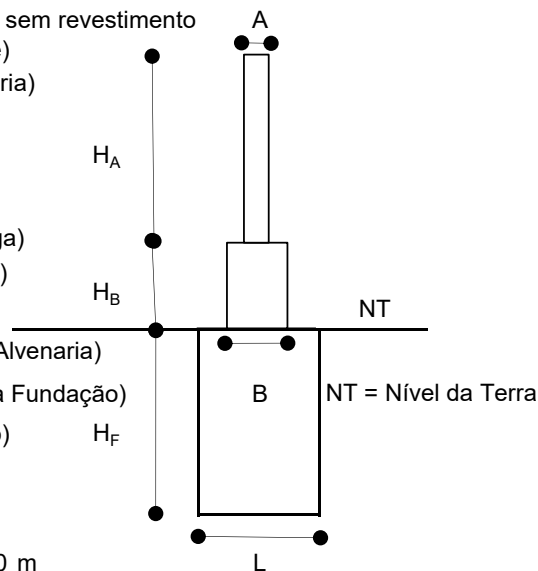 sem revestimento
A
)
ria)
H_A
ga)
)
H_B
NT
Alvenaria)
a Fundação)
B
NT = Nível da Terra
)
H_F
0 m
L